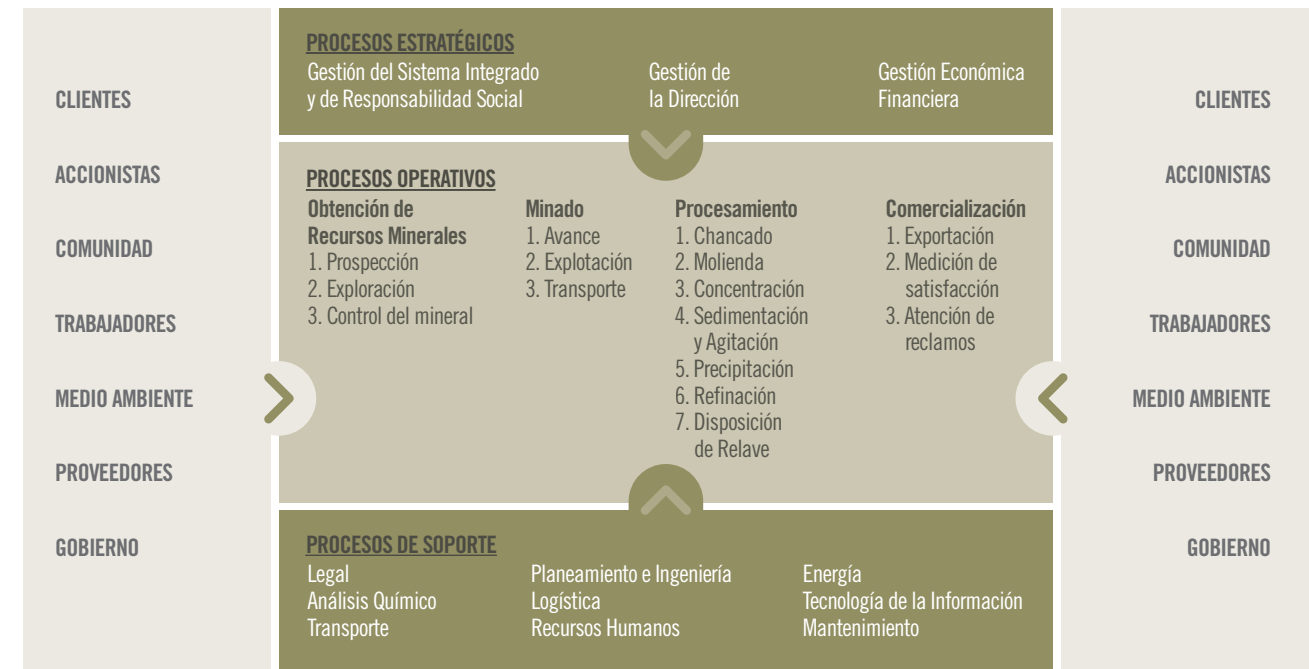 CLIENTES
ACCIONISTAS
COMUNIDAD
TRABAJADORES
MEDIO AMBIENTE
PROVEEDORES
GOBIERNO
PROCESOS ESTRATÉGICOS
Gestión del Sistema Integrado
y de Responsabilidad Social
Gestión de
la Dirección
Gestión Económica
Financiera
PROCESOS OPERATIVOS
Obtención de
Recursos Minerales
1. Prospección
2. Exploración
3. Control del mineral
Minado
1. Avance
2. Explotación
3. Transporte
Procesamiento
1. Chancado
2. Molienda
3. Concentración
4. Sedimentación
y Agitación
5. Precipitación
6. Refinación
7. Disposición
de Relave
Comercialización
1. Exportación
2. Medición de
satisfacción
3. Atención de
reclamos
PROCESOS DE SOPORTE
Legal
Análisis Químico
Transporte
Planeamiento e Ingeniería
Logística
Recursos Humanos
Energía
Tecnología de la Información
Mantenimiento
CLIENTES
ACCIONISTAS
COMUNIDAD
TRABAJADORES
MEDIO AMBIENTE
PROVEEDORES
GOBIERNO